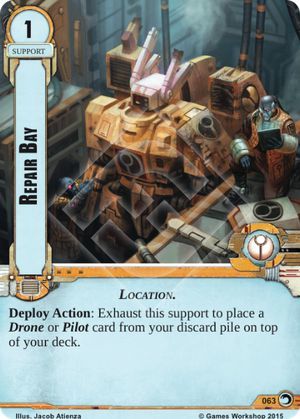 1
SUPPORT
REPAIR BAY
LOCATION.
Deploy Action: Exhaust this support to place a
Drone or Pilot card from your discard pile on top
of your deck.
063
Illus. Jacob Atienza
© Games Workshop 2015